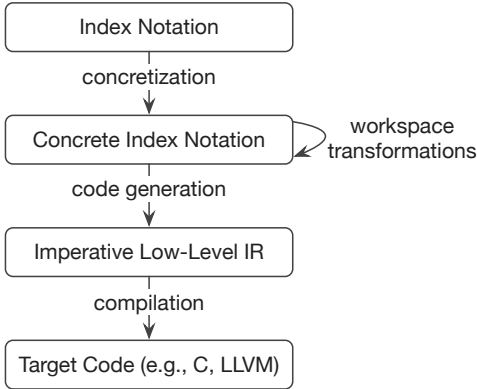 Index Notation
concretization
Concrete Index Notation
workspace
transformations
code generation
Imperative Low-Level IR
compilation
Target Code (e.g., C, LLVM)